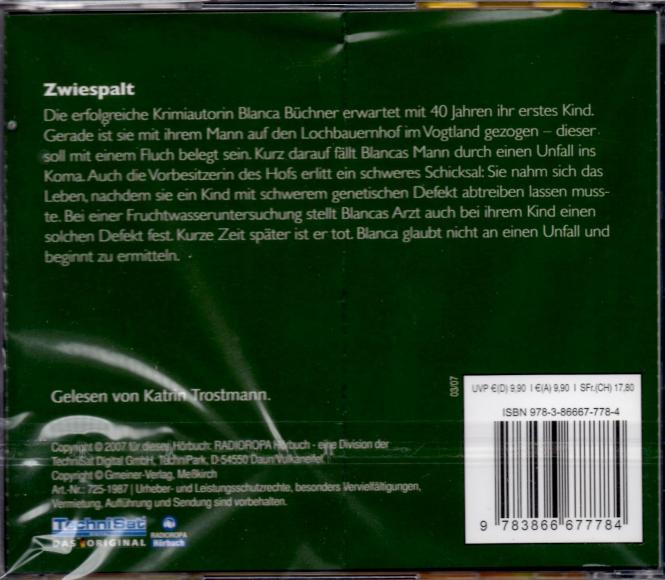 Zwiespalt
Die erfolgreiche Krimiautorin Blanca Büchner erwartet mit 40 Jahren ihr erstes Kind.
Gerade ist sie mit ihrem Mann auf den Lochbauernhof im Vogtland gezogen – dieser
soll mit einem Fluch belegt sein. Kurz darauf fällt Blancas Mann durch einen Unfall ins
Koma. Auch die Vorbesitzerin des Hofs erlitt ein schweres Schicksal: Sie nahm sich das
Leben, nachdem sie ein Kind mit schwerem genetischen Defekt abtreiben lassen muss-
te. Bei einer Fruchtwasseruntersuchung stellt Blancas Arzt auch bei ihrem Kind einen
solchen Defekt fest. Kurze Zeit später ist er tot. Blanca glaubt nicht an einen Unfall und
beginnt zu ermitteln.
Gelesen von Katrin Trostmann.
03/07
UVP €(D) 9,90 I €(A) 9,90 I SFr.(CH) 17,80
ISBN 978-3-86667-778-4
9 783866 677784
Copyright © 2007 für dieses Hörbuch: RADIOROPA Hörbuch - eine Division der
TechniSat Digital GmbH, TechniPark, D-54550 Daun/Vulkaneifel
Copyright © Gmeiner-Verlag, Meßkirch
Art.-Nr.: 725-1987 | Urheber- und Leistungsschutzrechte, besonders Vervielfältigungen,
Vermietung, Aufführung und Sendung sind vorbehalten.
TechniSat
DAS ORIGINAL
RADIOROPA
Hörbuch